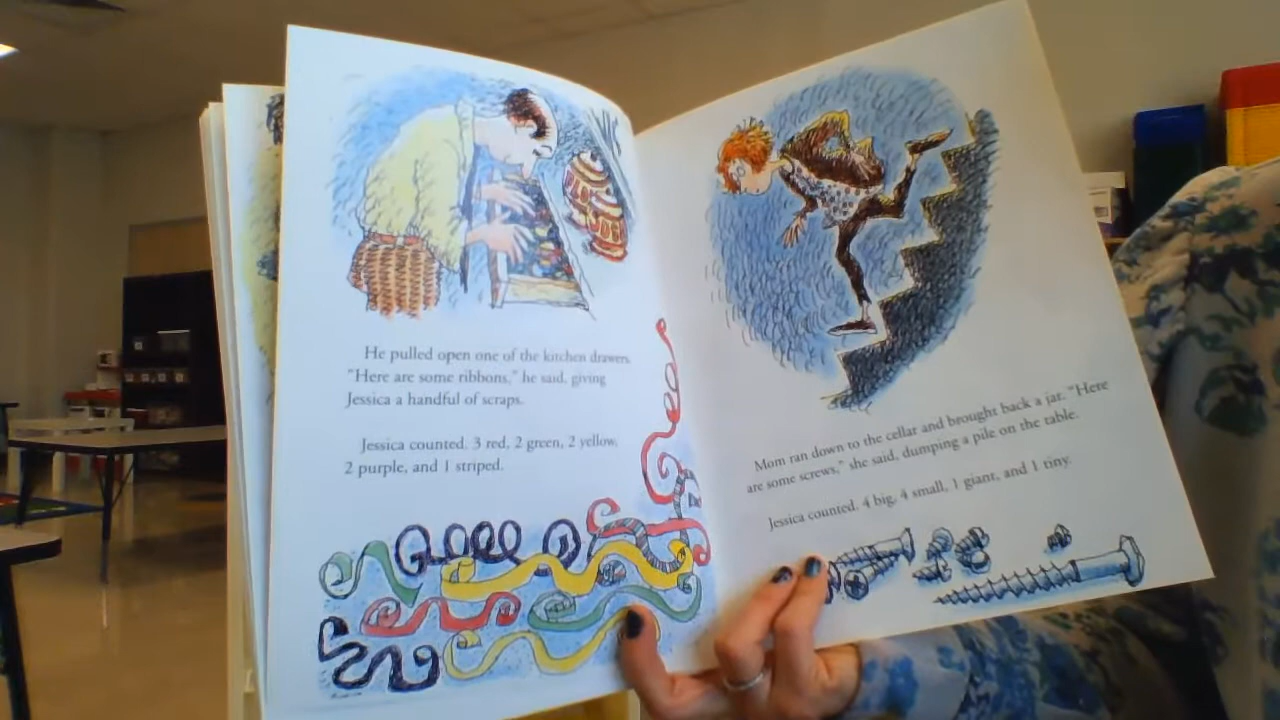 He pulled open one of the kitchen drawers.
"Here are some ribbons," he said, giving
Jessica a handful of scraps.
Jessica counted. 3 red, 2 green, 2 yellow,
2 purple, and 1 striped.
Mom ran down to the cellar and brought back a jar. "Here
are some screws," she said, dumping a pile on the table.
Jessica counted. 4 big, 4 small, 1 giant, and 1 tiny.